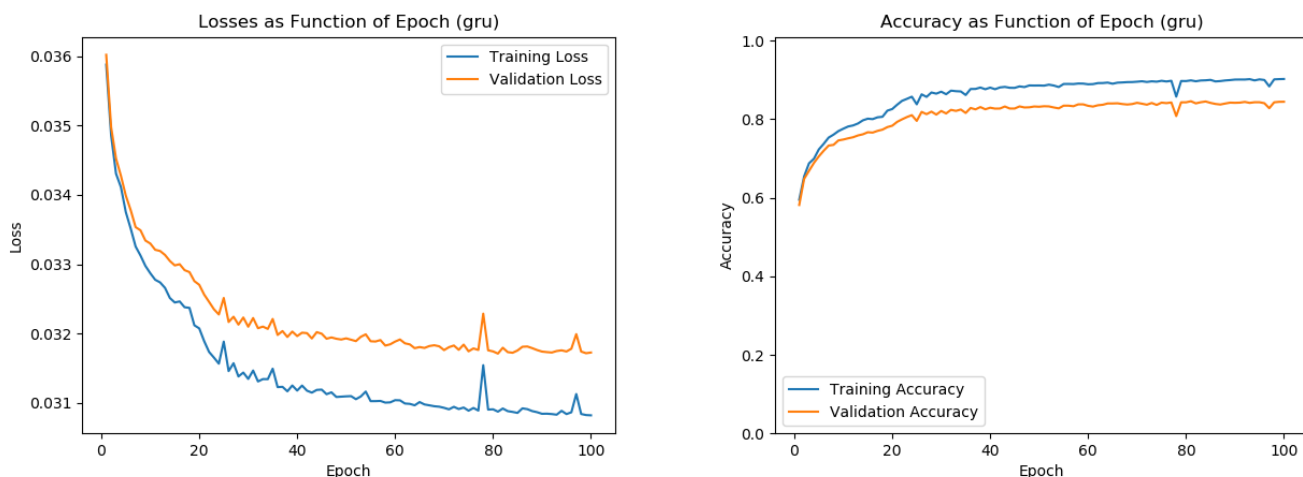 Losses as Function of Epoch (gru)
Training Loss
Validation Loss
0.036
0.035
0.034
0.033
0.032
0.031
Loss
0
20
40
60
80
100
Epoch
Accuracy as Function of Epoch (gru)
1.0
0.8
0.6
0.4
0.2
0.0
Accuracy
Training Accuracy
Validation Accuracy
0
20
40
60
80
100
Epoch